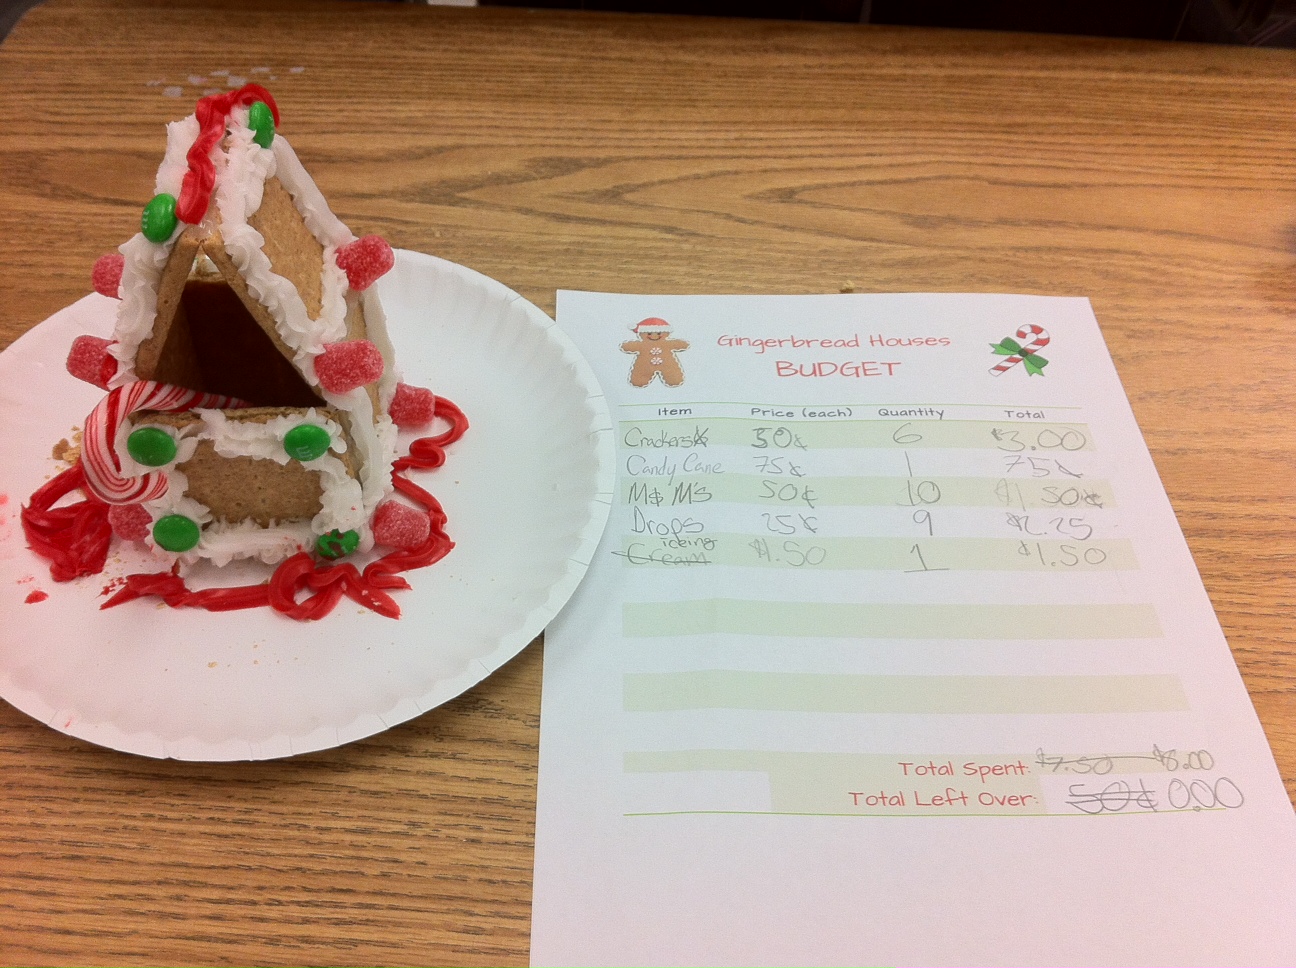 Gingerbread Houses
BUDGET
Item Price (each) Quantity Total
Crackers 50¢ 6 $3.00
Candy Cane 75¢ 1 75¢
M&M's 50¢ 10 $1.50¢
Drops 25¢ 9 $2.25
iceing
Cream $1.50 1 $1.50
Total Spent: $7.50 $8.00
Total Left Over: 50¢ 0.00